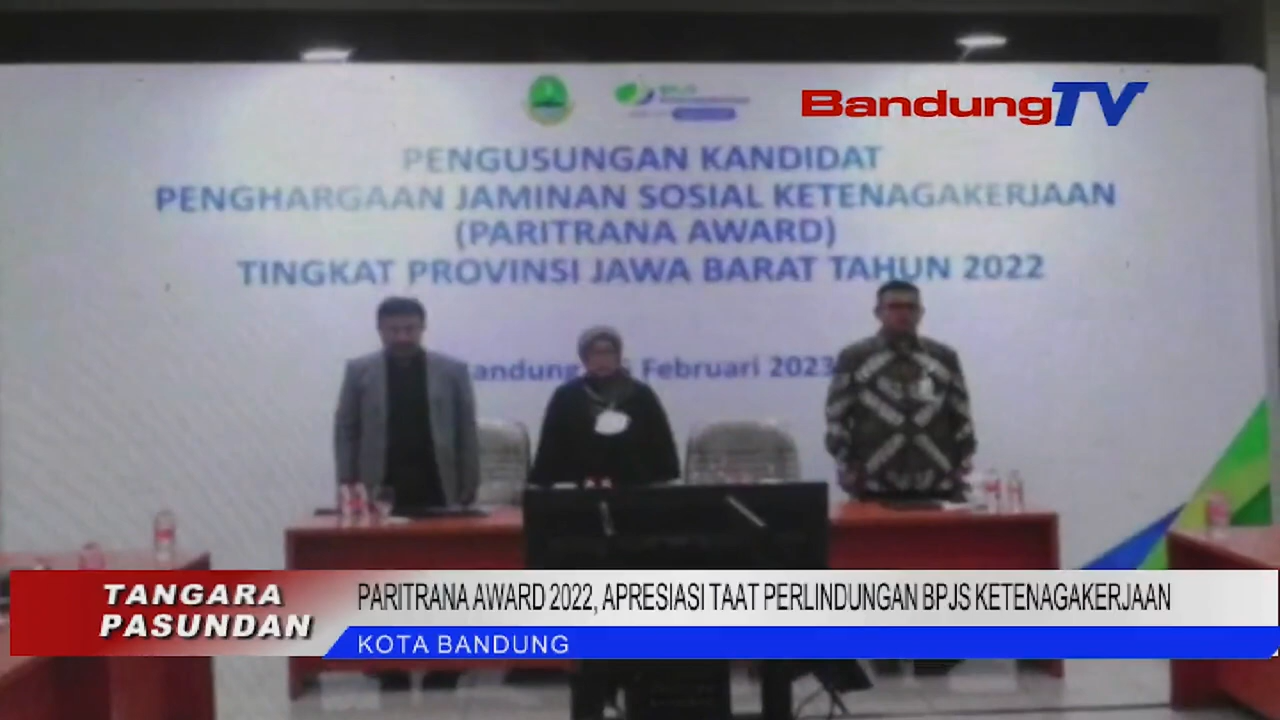 BandungTV
BPJS
PENGUSUNGAN KANDIDAT
PENGHARGAAN JAMINAN SOSIAL KETENAGAKERJAAN
(PARITRANA AWARD)
TINGKAT PROVINSI JAWA BARAT TAHUN 2022
Februari 2023
TANGARA
PASUNDAN
PARITRANA AWARD 2022, APRESIASI TAAT PERLINDUNGAN BPJS KETENAGAKERJAAN
KOTA BANDUNG